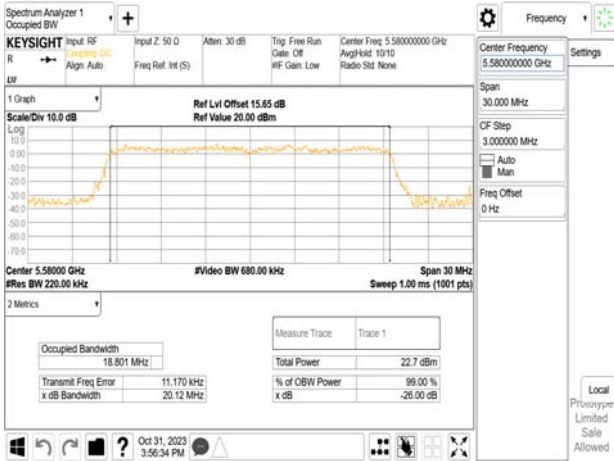 Spectrum Analyzer 1
Occupied BW
KEYSIGHT
R
Input: RF
Coupling: DC
Align: Auto
Input Z: 50 Ω
Freq Ref: Int (S)
Atten: 30 dB
Trig: Free Run
Gate: Off
#IF Gain: Low
Center Freq: 5.580000000 GHz
Avg|Hold: 10/10
Radio Std: None
1 Graph
Scale/Div 10.0 dB
Ref Lvl Offset 15.65 dB
Ref Value 20.00 dBm
Log
10.0
0.00
-10.0
-20.0
-30.0
-40.0
-50.0
-60.0
-70.0
Center 5.58000 GHz
#Video BW 680.00 kHz
Span 30 MHz
#Res BW 220.00 kHz
Sweep 1.00 ms (1001 pts)
2 Metrics
Measure Trace
Trace 1
Occupied Bandwidth
18.801 MHz
Total Power
22.7 dBm
Transmit Freq Error
11.170 kHz
% of OBW Power
99.00 %
x dB Bandwidth
20.12 MHz
x dB
-26.00 dB
Oct 31, 2023
3:56:34 PM
Frequency
Center Frequency
5.580000000 GHz
Span
30.000 MHz
CF Step
3.000000 MHz
Auto
Man
Freq Offset
0 Hz
Settings
Local
Prototype
Limited
Sale
Allowed